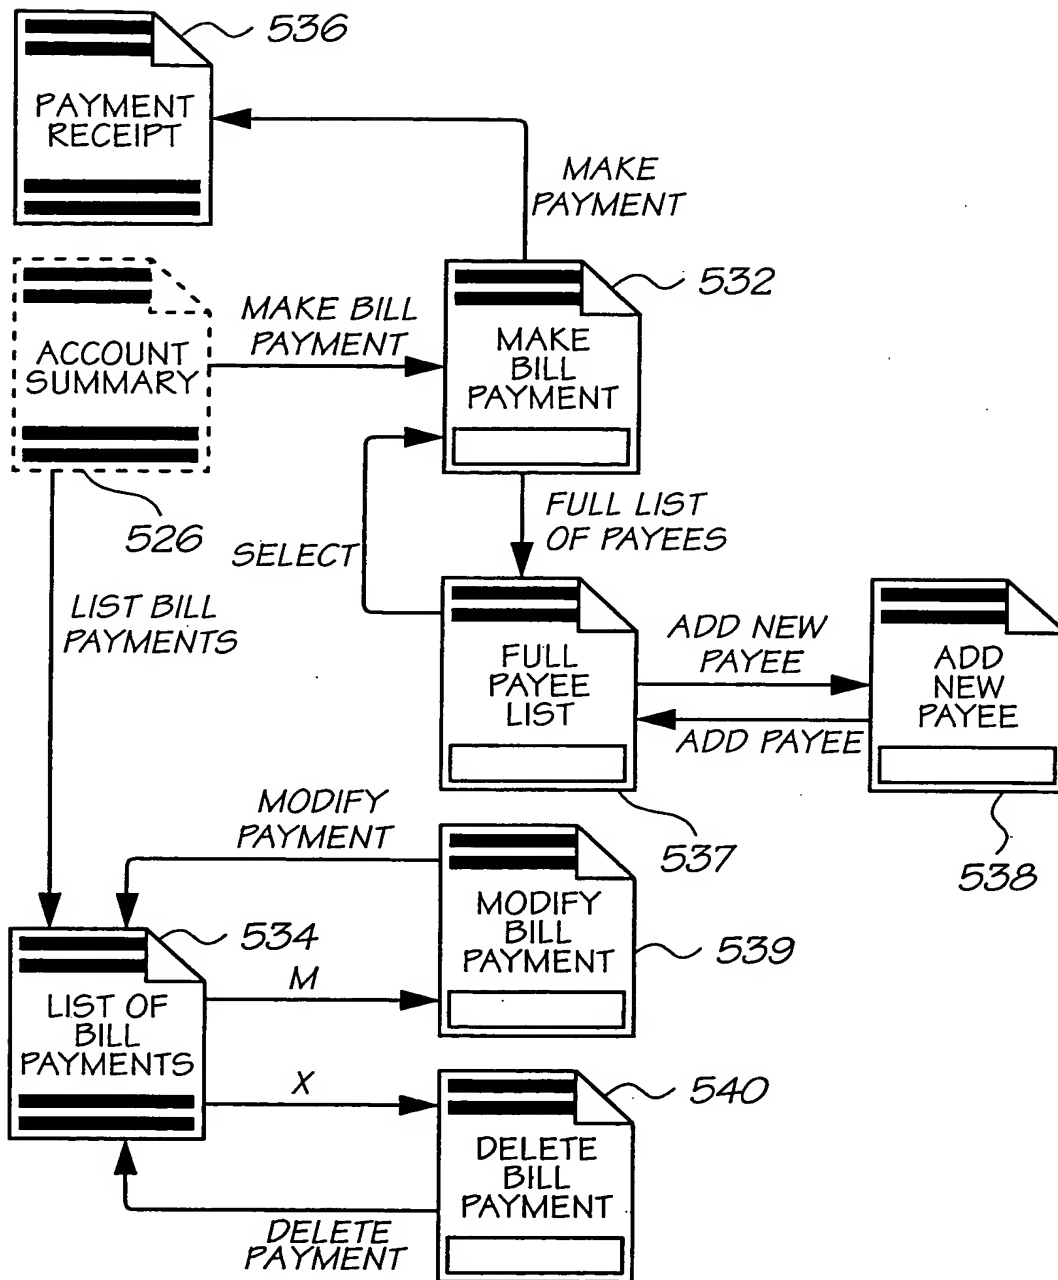 536
PAYMENT
RECEIPT
MAKE
PAYMENT
532
MAKE BILL
PAYMENT
MAKE
BILL
PAYMENT
ACCOUNT
SUMMARY
526
FULL LIST
OF PAYEES
SELECT
LIST BILL
PAYMENTS
FULL
PAYEE
LIST
ADD NEW
PAYEE
ADD PAYEE
ADD
NEW
PAYEE
537
538
MODIFY
PAYMENT
MODIFY
BILL
PAYMENT
539
534
LIST OF
BILL
PAYMENTS
M
X
540
DELETE
BILL
PAYMENT
DELETE
PAYMENT